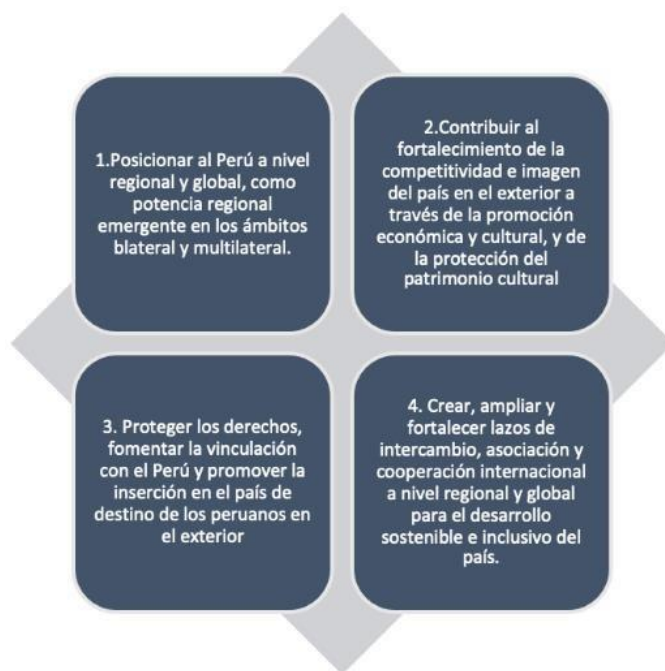 1.Posicionar al Perú a nivel
regional y global, como
potencia regional
emergente en los ámbitos
blateral y multilateral.
2.Contribuir al
fortalecimiento de la
competitividad e imagen
del país en el exterior a
través de la promoción
económica y cultural, y de
la protección del
patrimonio cultural
3. Proteger los derechos,
fomentar la vinculación
con el Perú y promover la
inserción en el país de
destino de los peruanos en
el exterior
4. Crear, ampliar y
fortalecer lazos de
intercambio, asociación y
cooperación internacional
a nivel regional y global
para el desarrollo
sostenible e inclusivo del
país.